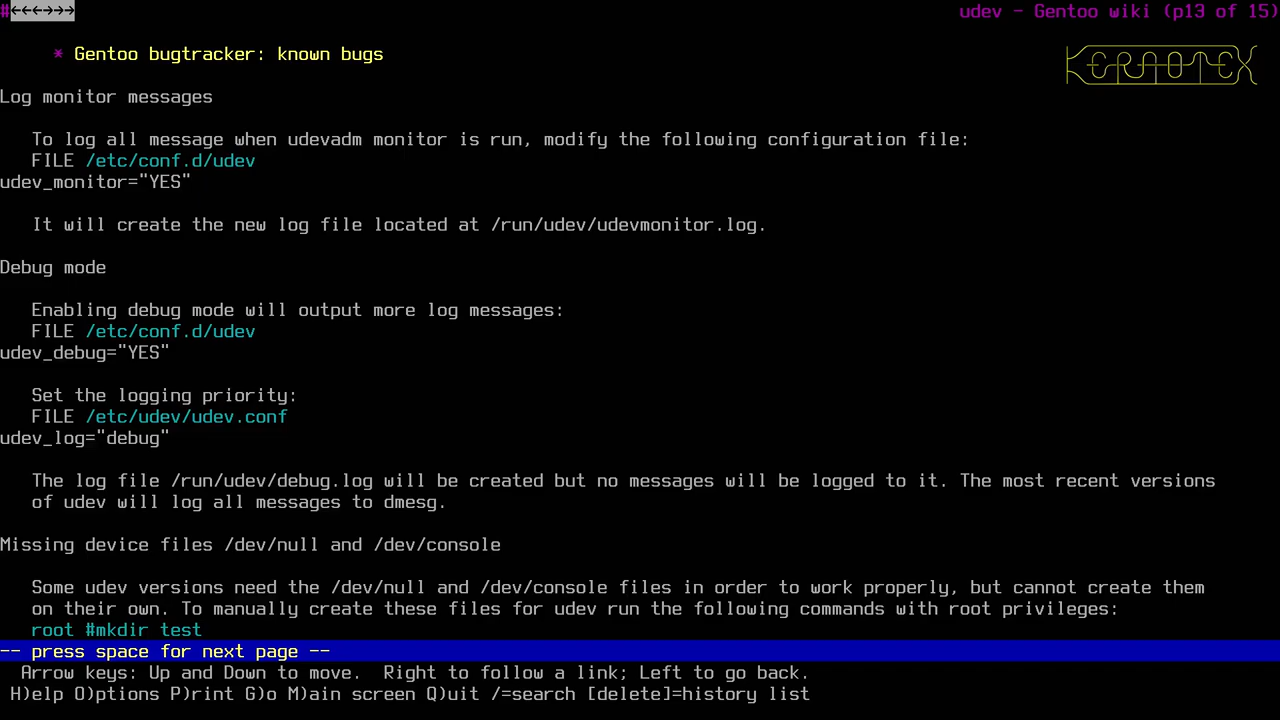 #←←←→→→ udev – Gentoo wiki (p13 of 15)
* Gentoo bugtracker: known bugs
KERNOTEX
Log monitor messages
To log all message when udevadm monitor is run, modify the following configuration file:
FILE /etc/conf.d/udev
udev_monitor="YES"
It will create the new log file located at /run/udev/udevmonitor.log.
Debug mode
Enabling debug mode will output more log messages:
FILE /etc/conf.d/udev
udev_debug="YES"
Set the logging priority:
FILE /etc/udev/udev.conf
udev_log="debug"
The log file /run/udev/debug.log will be created but no messages will be logged to it. The most recent versions
of udev will log all messages to dmesg.
Missing device files /dev/null and /dev/console
Some udev versions need the /dev/null and /dev/console files in order to work properly, but cannot create them
on their own. To manually create these files for udev run the following commands with root privileges:
root #mkdir test
-- press space for next page --
Arrow keys: Up and Down to move. Right to follow a link; Left to go back.
H)elp O)ptions P)rint G)o M)ain screen Q)uit /=search [delete]=history list